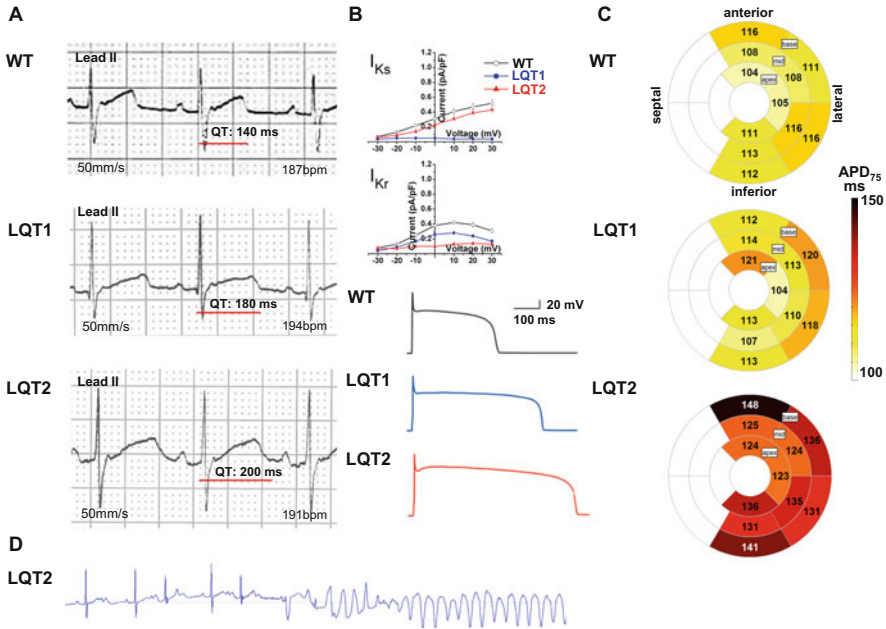 A
WT
Lead II
QT: 140 ms
50mm/s
187bpm
LQT1
Lead II
QT: 180 ms
50mm/s
194bpm
LQT2
Lead II
QT: 200 ms
50mm/s
191bpm
B
IKs
Current (pA/pF)
1.2
1.0
0.8
0.6
0.4
0.2
WT
LQT1
LQT2
Voltage (mV)
-30 -20 -10 10 20 30
IKr
Current (pA/pF)
1.2
1.0
0.8
0.6
0.4
0.2
Voltage (mV)
-30 -20 -10 10 20 30
WT
20 mV
100 ms
LQT1
LQT2
C
WT
anterior
septal
lateral
inferior
116
base
108
mid
111
104
apex
108
105
111
116
116
113
112
LQT1
112
base
114
mid
121
apex
113
120
104
113
110
118
107
113
APD75
ms
150
100
LQT2
148
base
125
mid
136
124
apex
124
123
136
135
131
131
141
D
LQT2